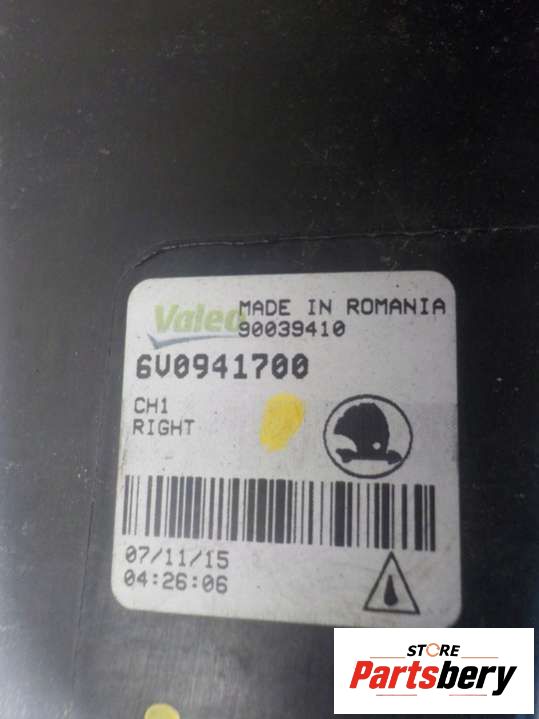 Valeo MADE IN ROMANIA
90039410
6V0941700
CH1
RIGHT
07/11/15
04:26:06
STORE
Partsbery